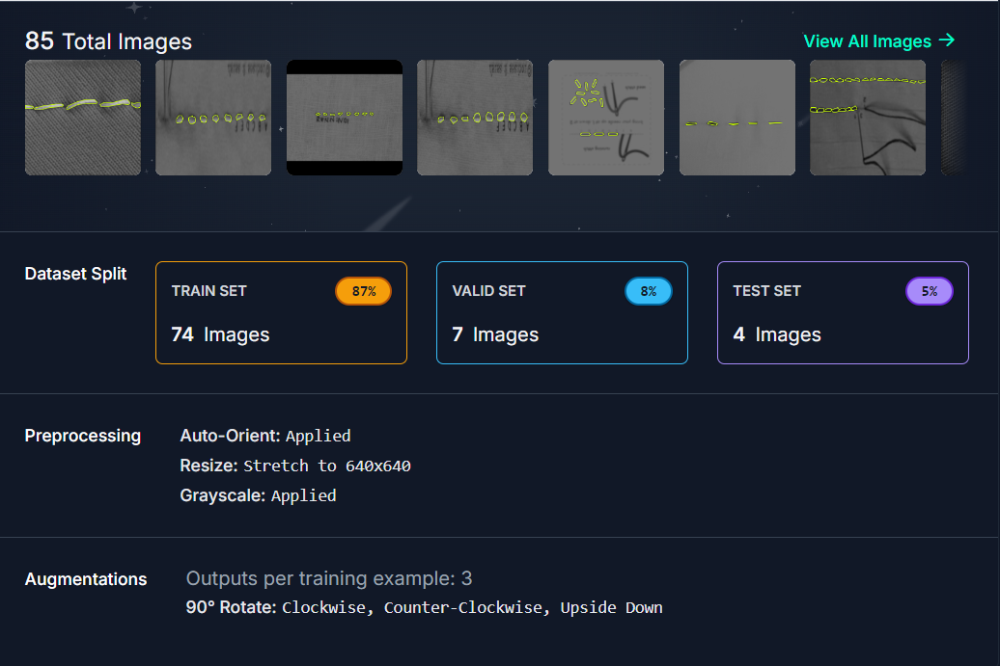 85 Total Images
View All Images →
Dataset Split
TRAIN SET
87%
74 Images
VALID SET
8%
7 Images
TEST SET
5%
4 Images
Preprocessing
Auto-Orient: Applied
Resize: Stretch to 640x640
Grayscale: Applied
Augmentations
Outputs per training example: 3
90° Rotate: Clockwise, Counter-Clockwise, Upside Down